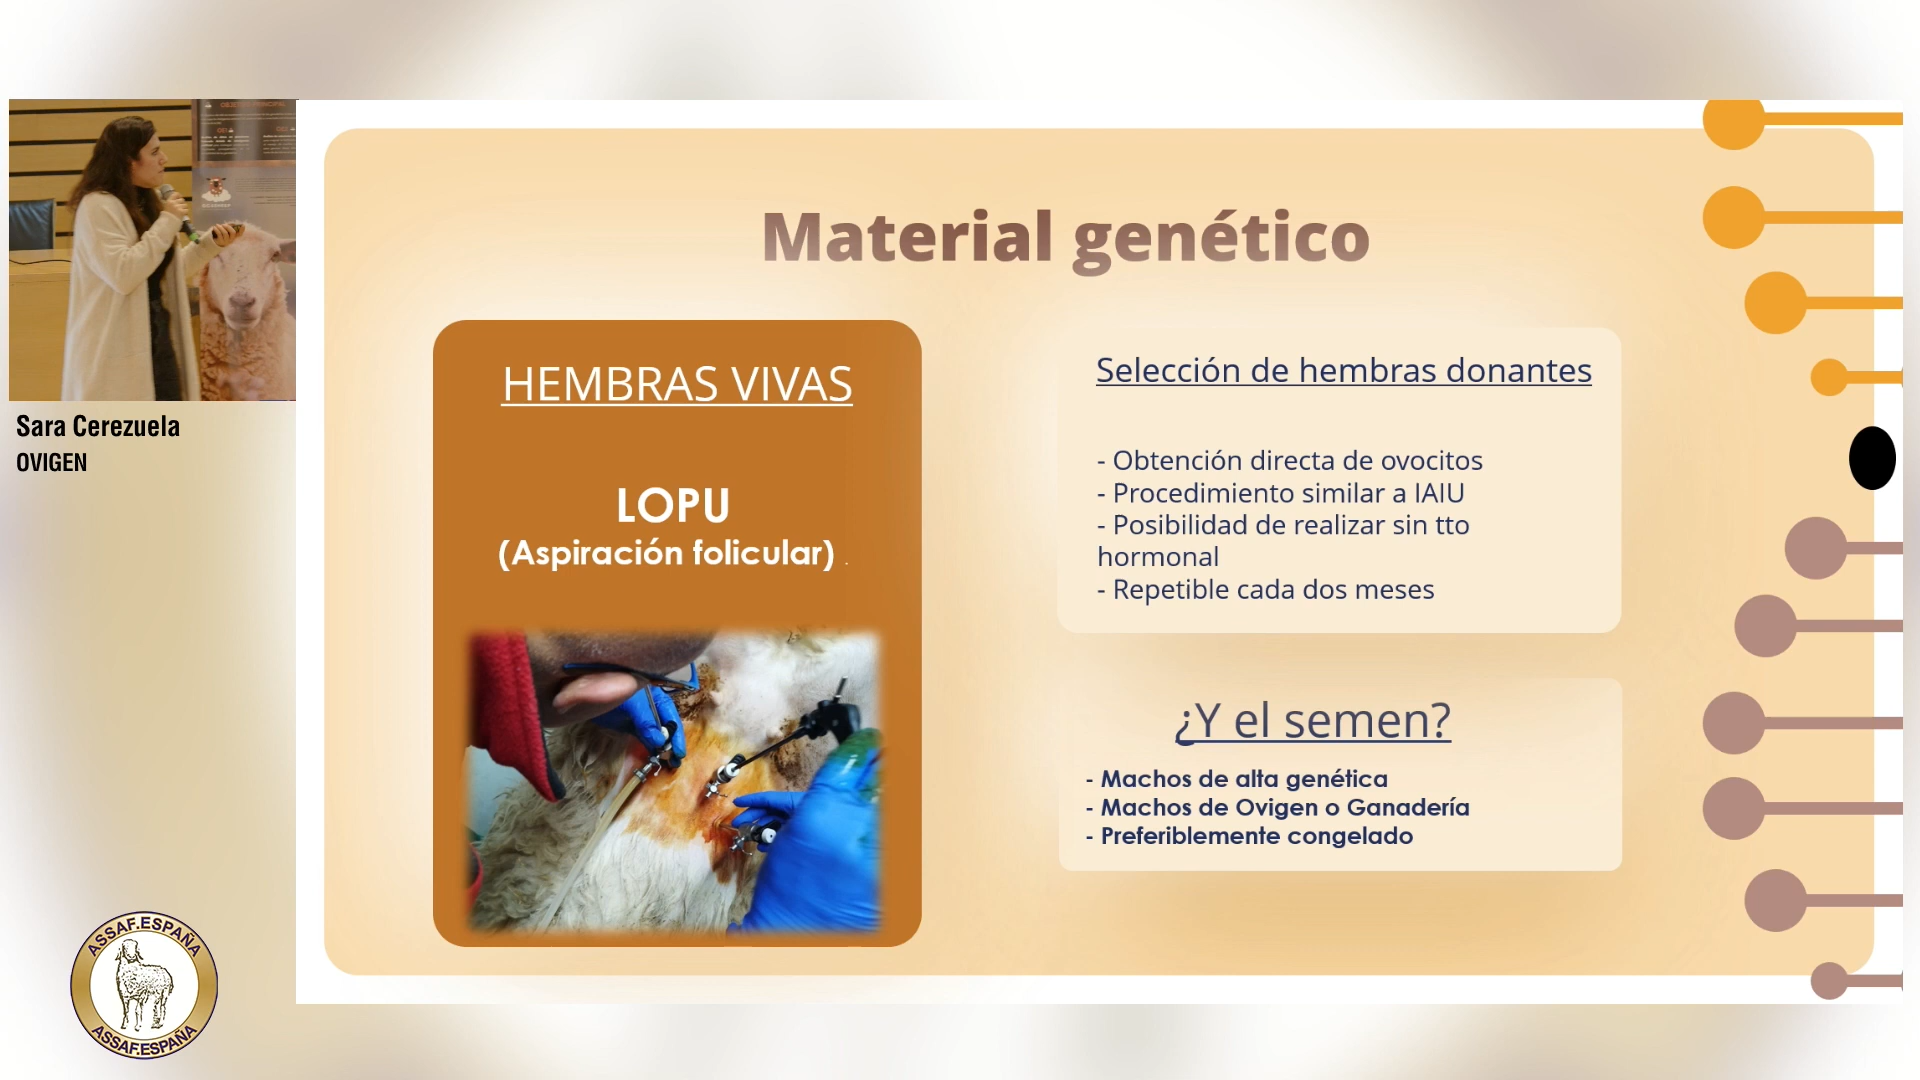 OBJETIVO PRINCIPAL
Sara Cerezuela
OVIGEN
ASSAF.ESPAÑA
ASSAF.ESPAÑA
Material genético
HEMBRAS VIVAS
LOPU
(Aspiración folicular) .
Selección de hembras donantes
- Obtención directa de ovocitos
- Procedimiento similar a IAIU
- Posibilidad de realizar sin tto
hormonal
- Repetible cada dos meses
¿Y el semen?
- Machos de alta genética
- Machos de Ovigen o Ganadería
- Preferiblemente congelado